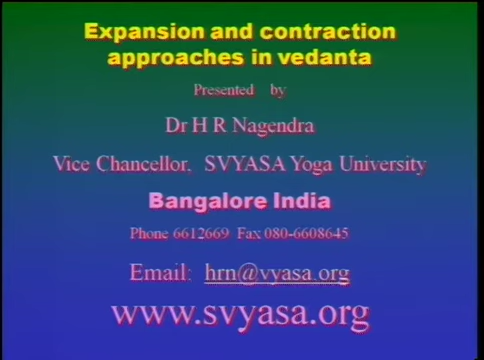 Expansion and contraction
approaches in vedanta
Presented by
Dr H R Nagendra
Vice Chancellor, SVYASA Yoga University
Bangalore India
Phone 6612669 Fax 080-6608645
Email: hrn@vyasa.org
www.svyasa.org